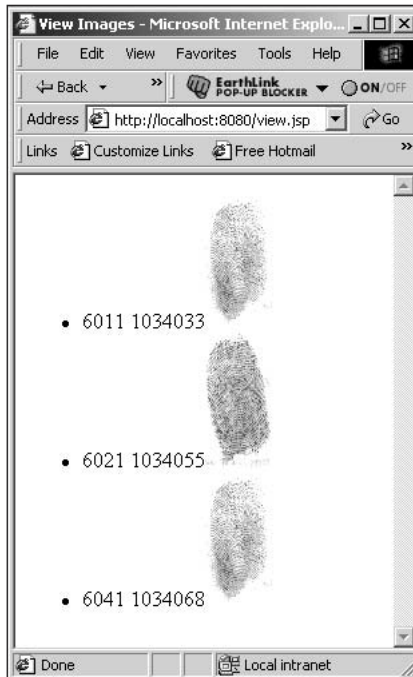 View Images - Microsoft Internet Explo...
File Edit View Favorites Tools Help
Back » EarthLink POP-UP BLOCKER ON/OFF
Address http://localhost:8080/view.jsp Go
Links Customize Links Free Hotmail »
• 6011 1034033
• 6021 1034055
• 6041 1034068
Done Local intranet